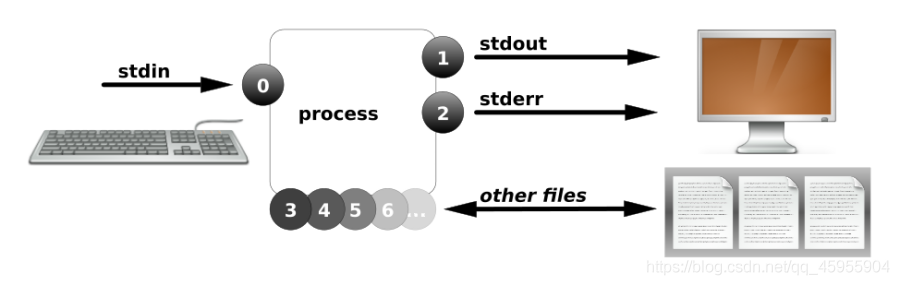 stdin
0
process
1
stdout
2
stderr
3 4 5 6 ...
other files
https://blog.csdn.net/qq_45955904